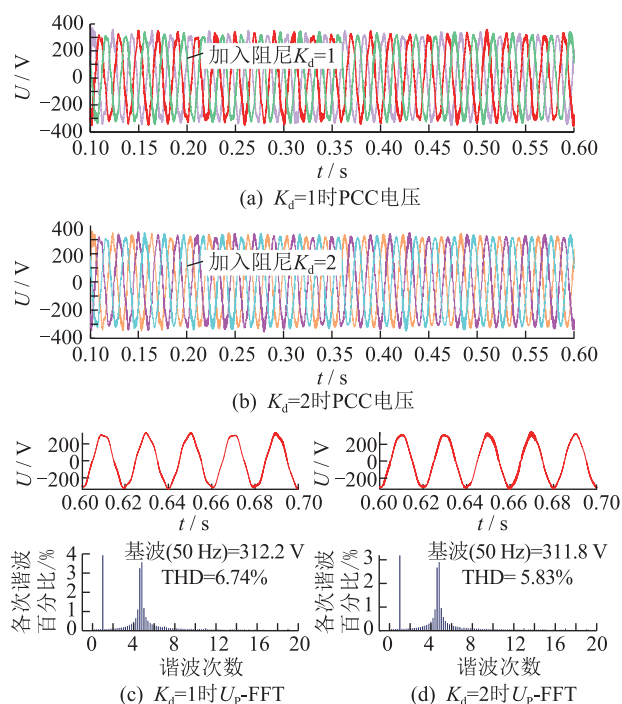 400
200
0
−200
−400
U / V
加入阻尼Kd=1
0.10 0.15 0.20 0.25 0.30 0.35 0.40 0.45 0.50 0.55 0.60
t / s
(a) Kd=1时PCC电压
400
200
0
−200
−400
U / V
加入阻尼Kd=2
0.10 0.15 0.20 0.25 0.30 0.35 0.40 0.45 0.50 0.55 0.60
t / s
(b) Kd=2时PCC电压
200
0
−200
U / V
0.60 0.62 0.64 0.66 0.68 0.70
t / s
200
0
−200
U / V
0.60 0.62 0.64 0.66 0.68 0.70
t / s
各次谐波
百分比/%
4
3
2
1
0
基波(50 Hz)=312.2 V
THD=6.74%
0 4 8 12 16 20
谐波次数
(c) Kd=1时UP-FFT
各次谐波
百分比/%
3
2
1
0
基波(50 Hz)=311.8 V
THD= 5.83%
0 4 8 12 16 20
谐波次数
(d) Kd=2时UP-FFT